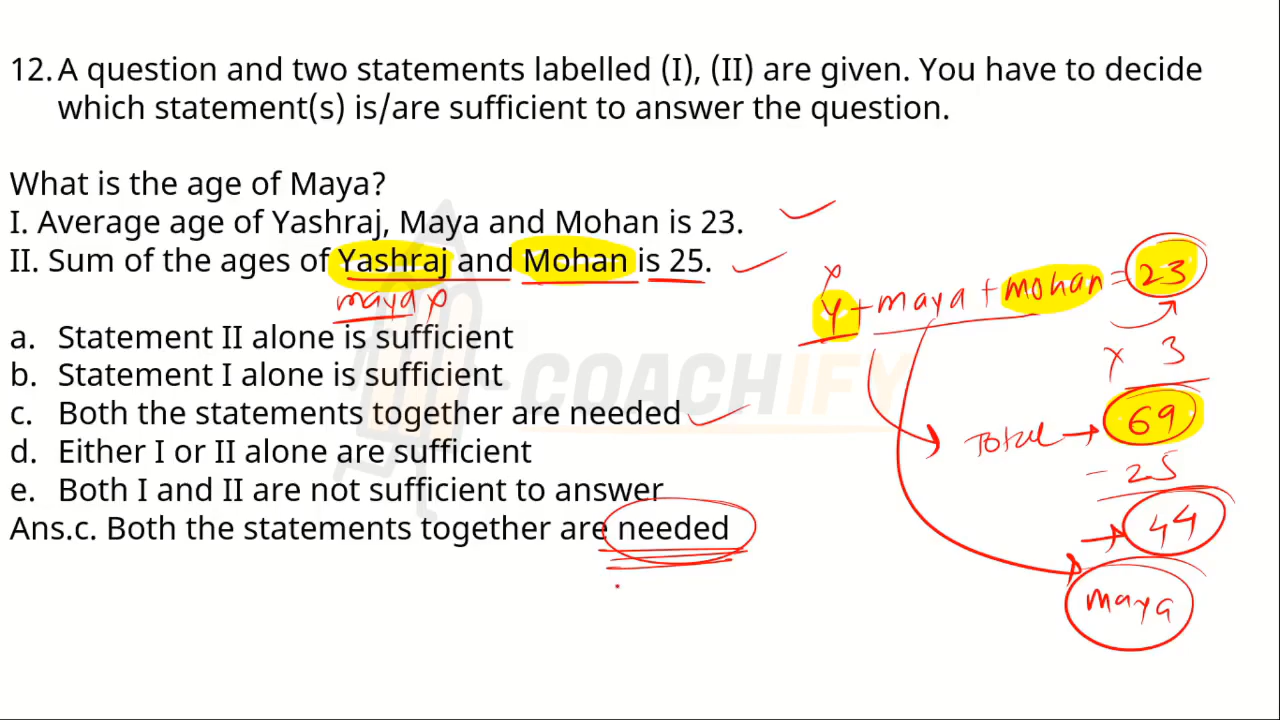 12. A question and two statements labelled (I), (II) are given. You have to decide
which statement(s) is/are sufficient to answer the question.
What is the age of Maya?
I. Average age of Yashraj, Maya and Mohan is 23.
II. Sum of the ages of Yashraj and Mohan is 25.
maya
y + maya + mohan = 23
a. Statement II alone is sufficient
× 3
b. Statement I alone is sufficient
COACHIFY
c. Both the statements together are needed
69
Total →
d. Either I or II alone are sufficient
- 25
e. Both I and II are not sufficient to answer
Ans.c. Both the statements together are needed
→ 44
maya